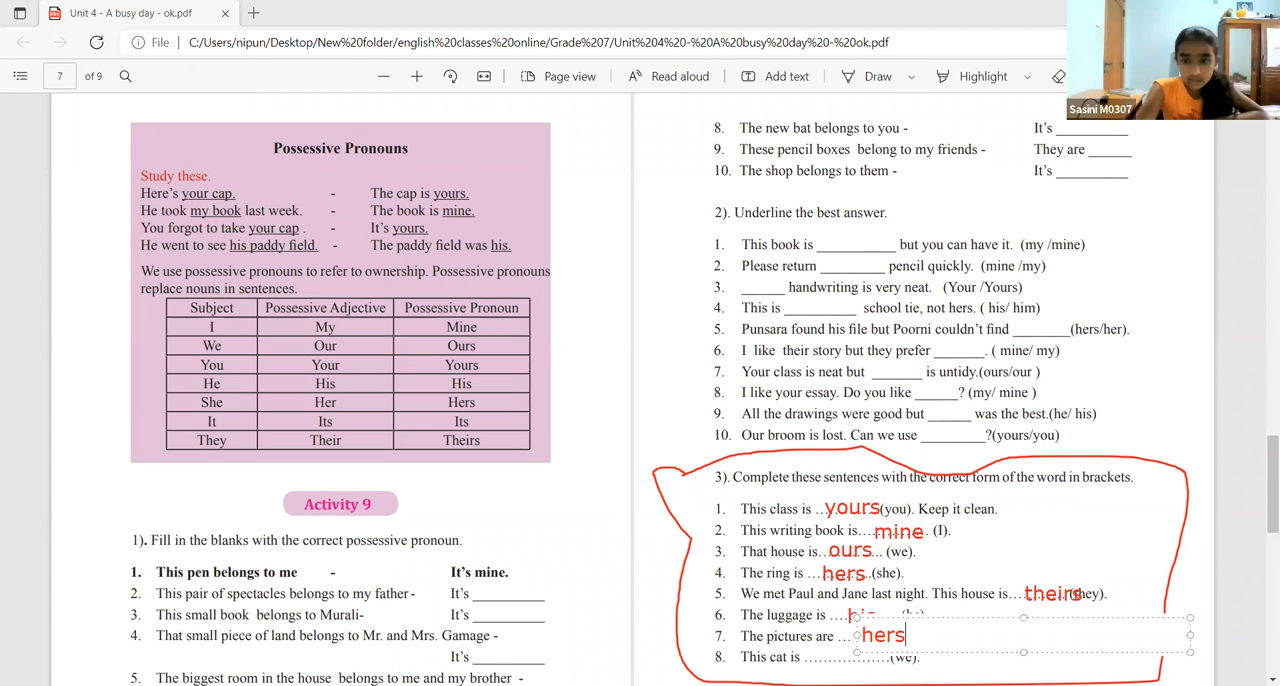 Unit 4 - A busy day - ok.pdf
File C:/Users/nipun/Desktop/New%20folder/english%20classes%20online/Grade%207/Unit%204%20-%20A%20busy%20day%20-%20ok.pdf
7 of 9 Page view Read aloud Add text Draw Highlight
Sasini M0307
Possessive Pronouns
Study these.
Here's your cap. - The cap is yours.
He took my book last week. - The book is mine.
You forgot to take your cap . - It's yours.
He went to see his paddy field. - The paddy field was his.
We use possessive pronouns to refer to ownership. Possessive pronouns
replace nouns in sentences.
Subject Possessive Adjective Possessive Pronoun
I My Mine
We Our Ours
You Your Yours
He His His
She Her Hers
It Its Its
They Their Theirs
Activity 9
1). Fill in the blanks with the correct possessive pronoun.
1. This pen belongs to me - It's mine.
2. This pair of spectacles belongs to my father - It's ________
3. This small book belongs to Murali- It's ________
4. That small piece of land belongs to Mr. and Mrs. Gamage -
It's ________
5. The biggest room in the house belongs to me and my brother -
8. The new bat belongs to you - It's ________
9. These pencil boxes belong to my friends - They are ______
10. The shop belongs to them - It's ________
2). Underline the best answer.
1. This book is ___________ but you can have it. (my /mine)
2. Please return _________ pencil quickly. (mine /my)
3. ______ handwriting is very neat. (Your /Yours)
4. This is __________ school tie, not hers. ( his/ him)
5. Punsara found his file but Poorni couldn't find ________(hers/her).
6. I like their story but they prefer _______. ( mine/ my)
7. Your class is neat but _______ is untidy.(ours/our )
8. I like your essay. Do you like ______? (my/ mine )
9. All the drawings were good but ______ was the best.(he/ his)
10. Our broom is lost. Can we use _________?(yours/you)
3). Complete these sentences with the correct form of the word in brackets.
1. This class is …yours(you). Keep it clean.
2. This writing book is…mine… (I).
3. That house is…ours… (we).
4. The ring is …hers…(she).
5. We met Paul and Jane last night. This house is…theirs(they).
6. The luggage is …
7. The pictures are … hers
8. This cat is ………………(we).